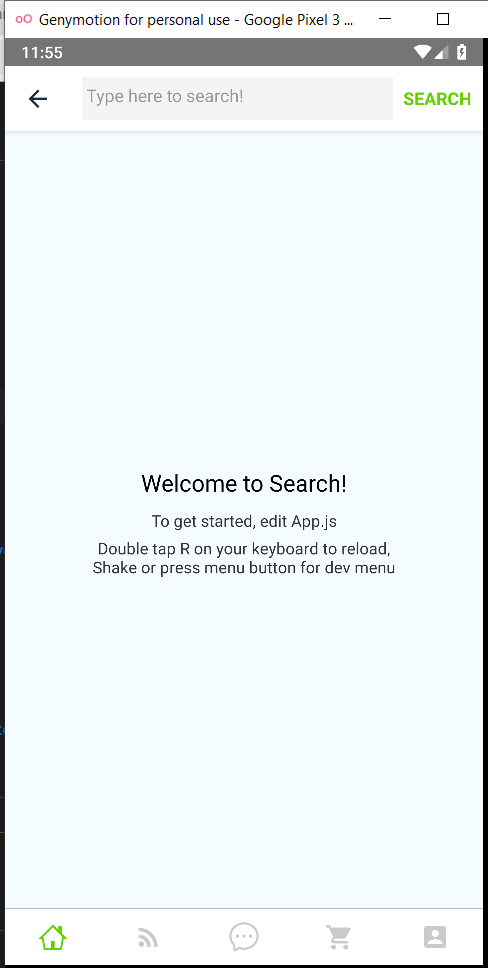 Genymotion for personal use - Google Pixel 3 ...
11:55
Type here to search!
SEARCH
Welcome to Search!
To get started, edit App.js
Double tap R on your keyboard to reload,
Shake or press menu button for dev menu